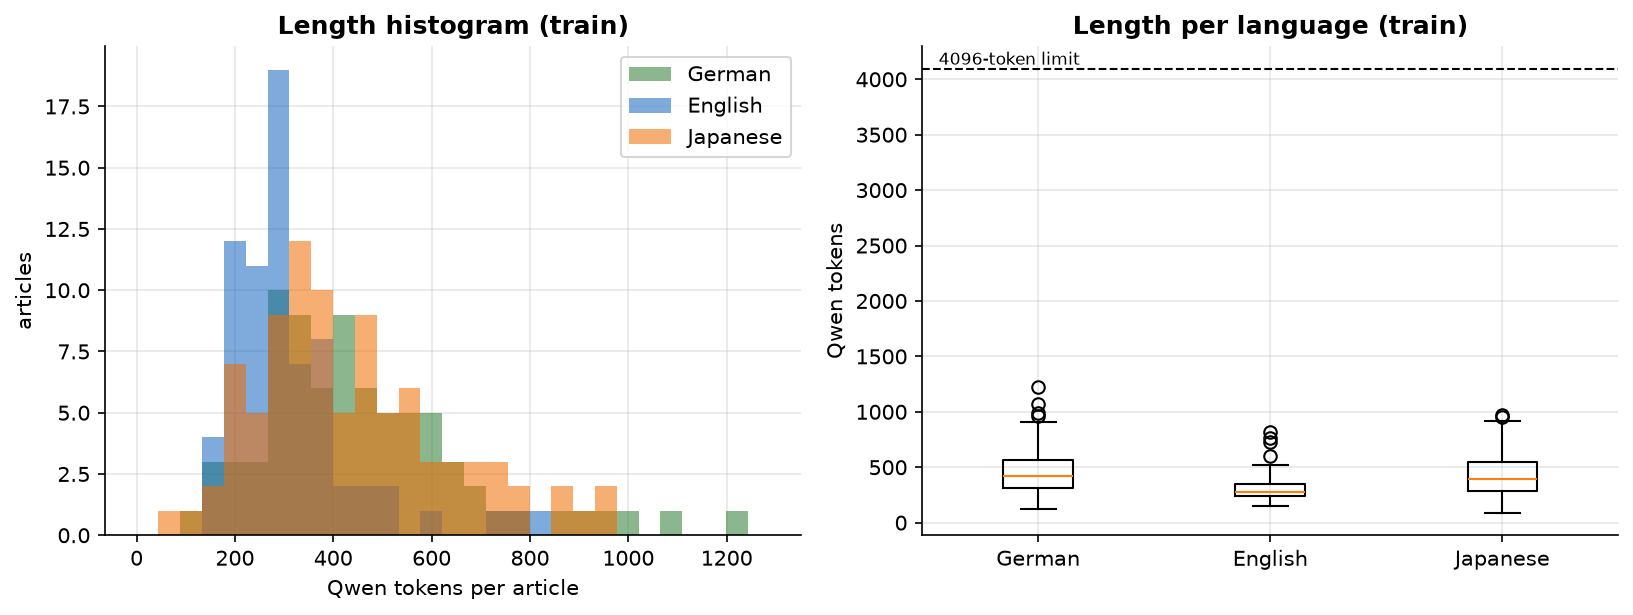 Length histogram (train)
17.5
15.0
12.5
10.0
7.5
5.0
2.5
0.0
articles
0 200 400 600 800 1000 1200
Qwen tokens per article
German
English
Japanese
Length per language (train)
4096-token limit
4000
3500
3000
2500
2000
1500
1000
500
0
Qwen tokens
German English Japanese